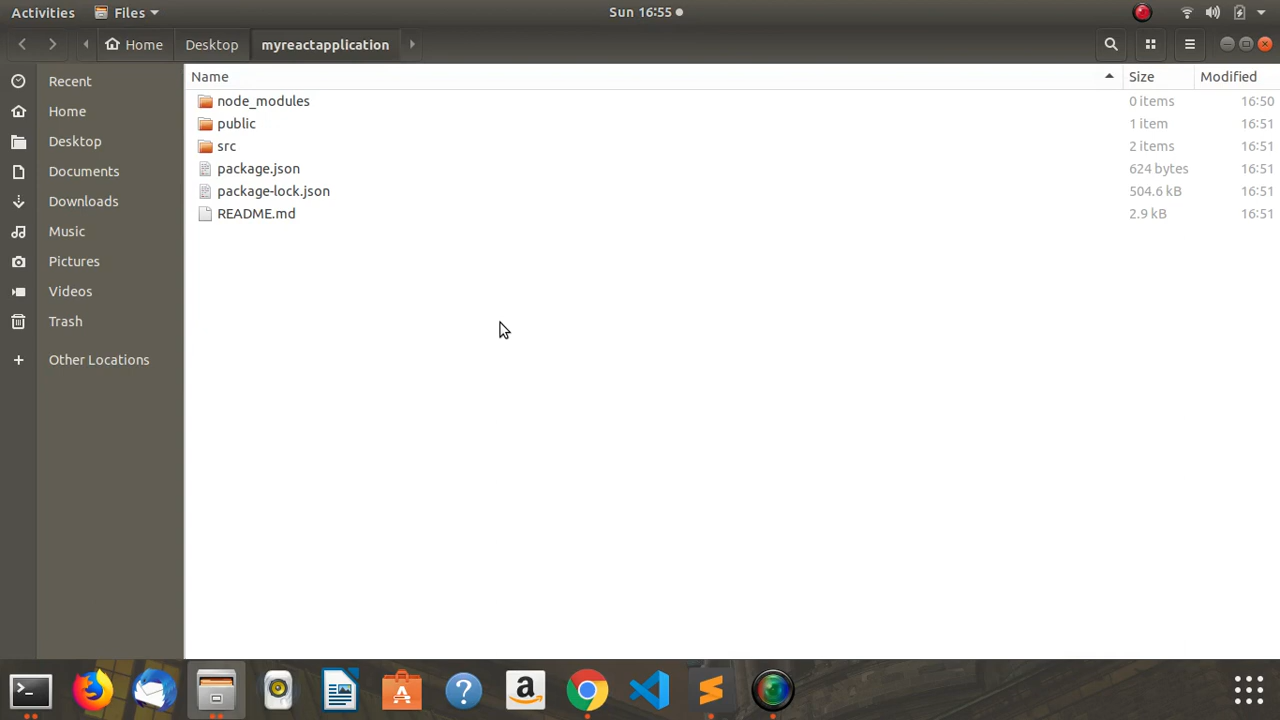 Activities Files Sun 16:55
Home Desktop myreactapplication
Name Size Modified
Recent
Home
Desktop
Documents
Downloads
Music
Pictures
Videos
Trash
Other Locations
node_modules 0 items 16:50
public 1 item 16:51
src 2 items 16:51
package.json 624 bytes 16:51
package-lock.json 504.6 kB 16:51
README.md 2.9 kB 16:51